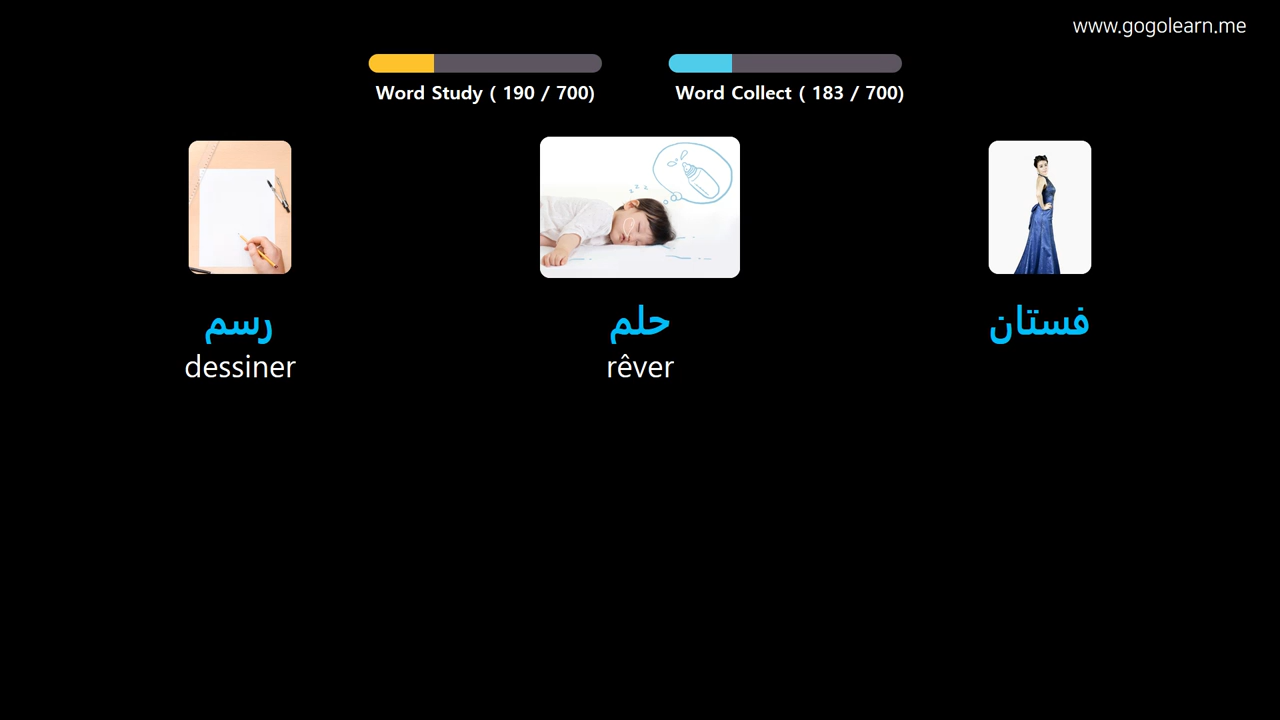 www.gogolearn.me
Word Study ( 190 / 700)
Word Collect ( 183 / 700)
رسم
dessiner
حلم
rêver
فستان